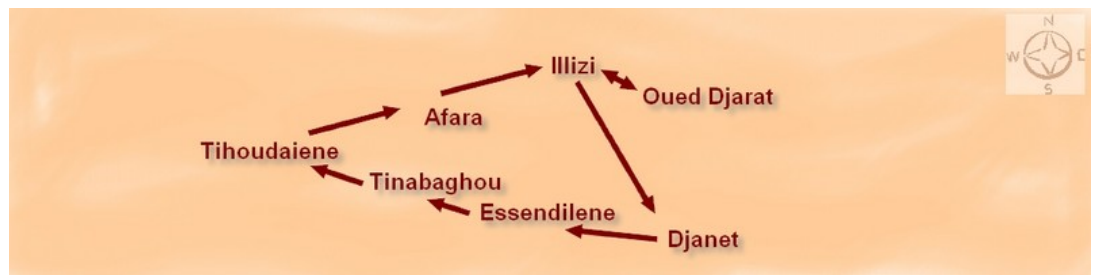 N
W
S
Illizi
Oued Djarat
Afara
Tihoudaiene
Tinabaghou
Essendilene
Djanet